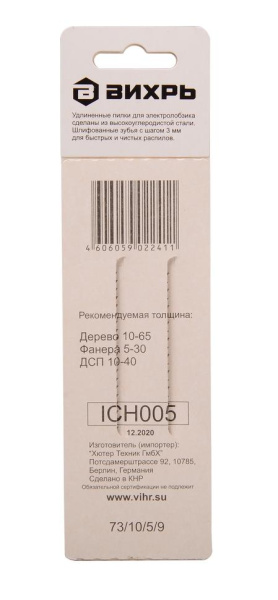 ВИХРЬ
Удлиненные пилки для электролобзика
сделаны из высокоуглеродистой стали.
Шлифованные зубья с шагом 3 мм
для быстрых и чистых распилов.
4 606059 022411
Рекомендуемая толщина:
Дерево 10-65
Фанера 5-30
ДСП 10-40
ICH005
12.2020
Изготовитель (импортер):
"Хютер Техник ГмбХ"
Потсдамерштрассе 92, 10785,
Берлин, Германия
Сделано в КНР
Обязательной сертификации не подлежит
www.vihr.su
73/10/5/9